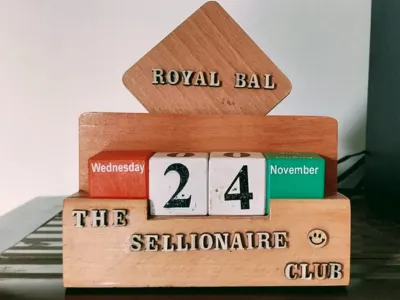 ROYAL BAL
Wednesday 24 November
THE
SELLIONAIRE
CLUB